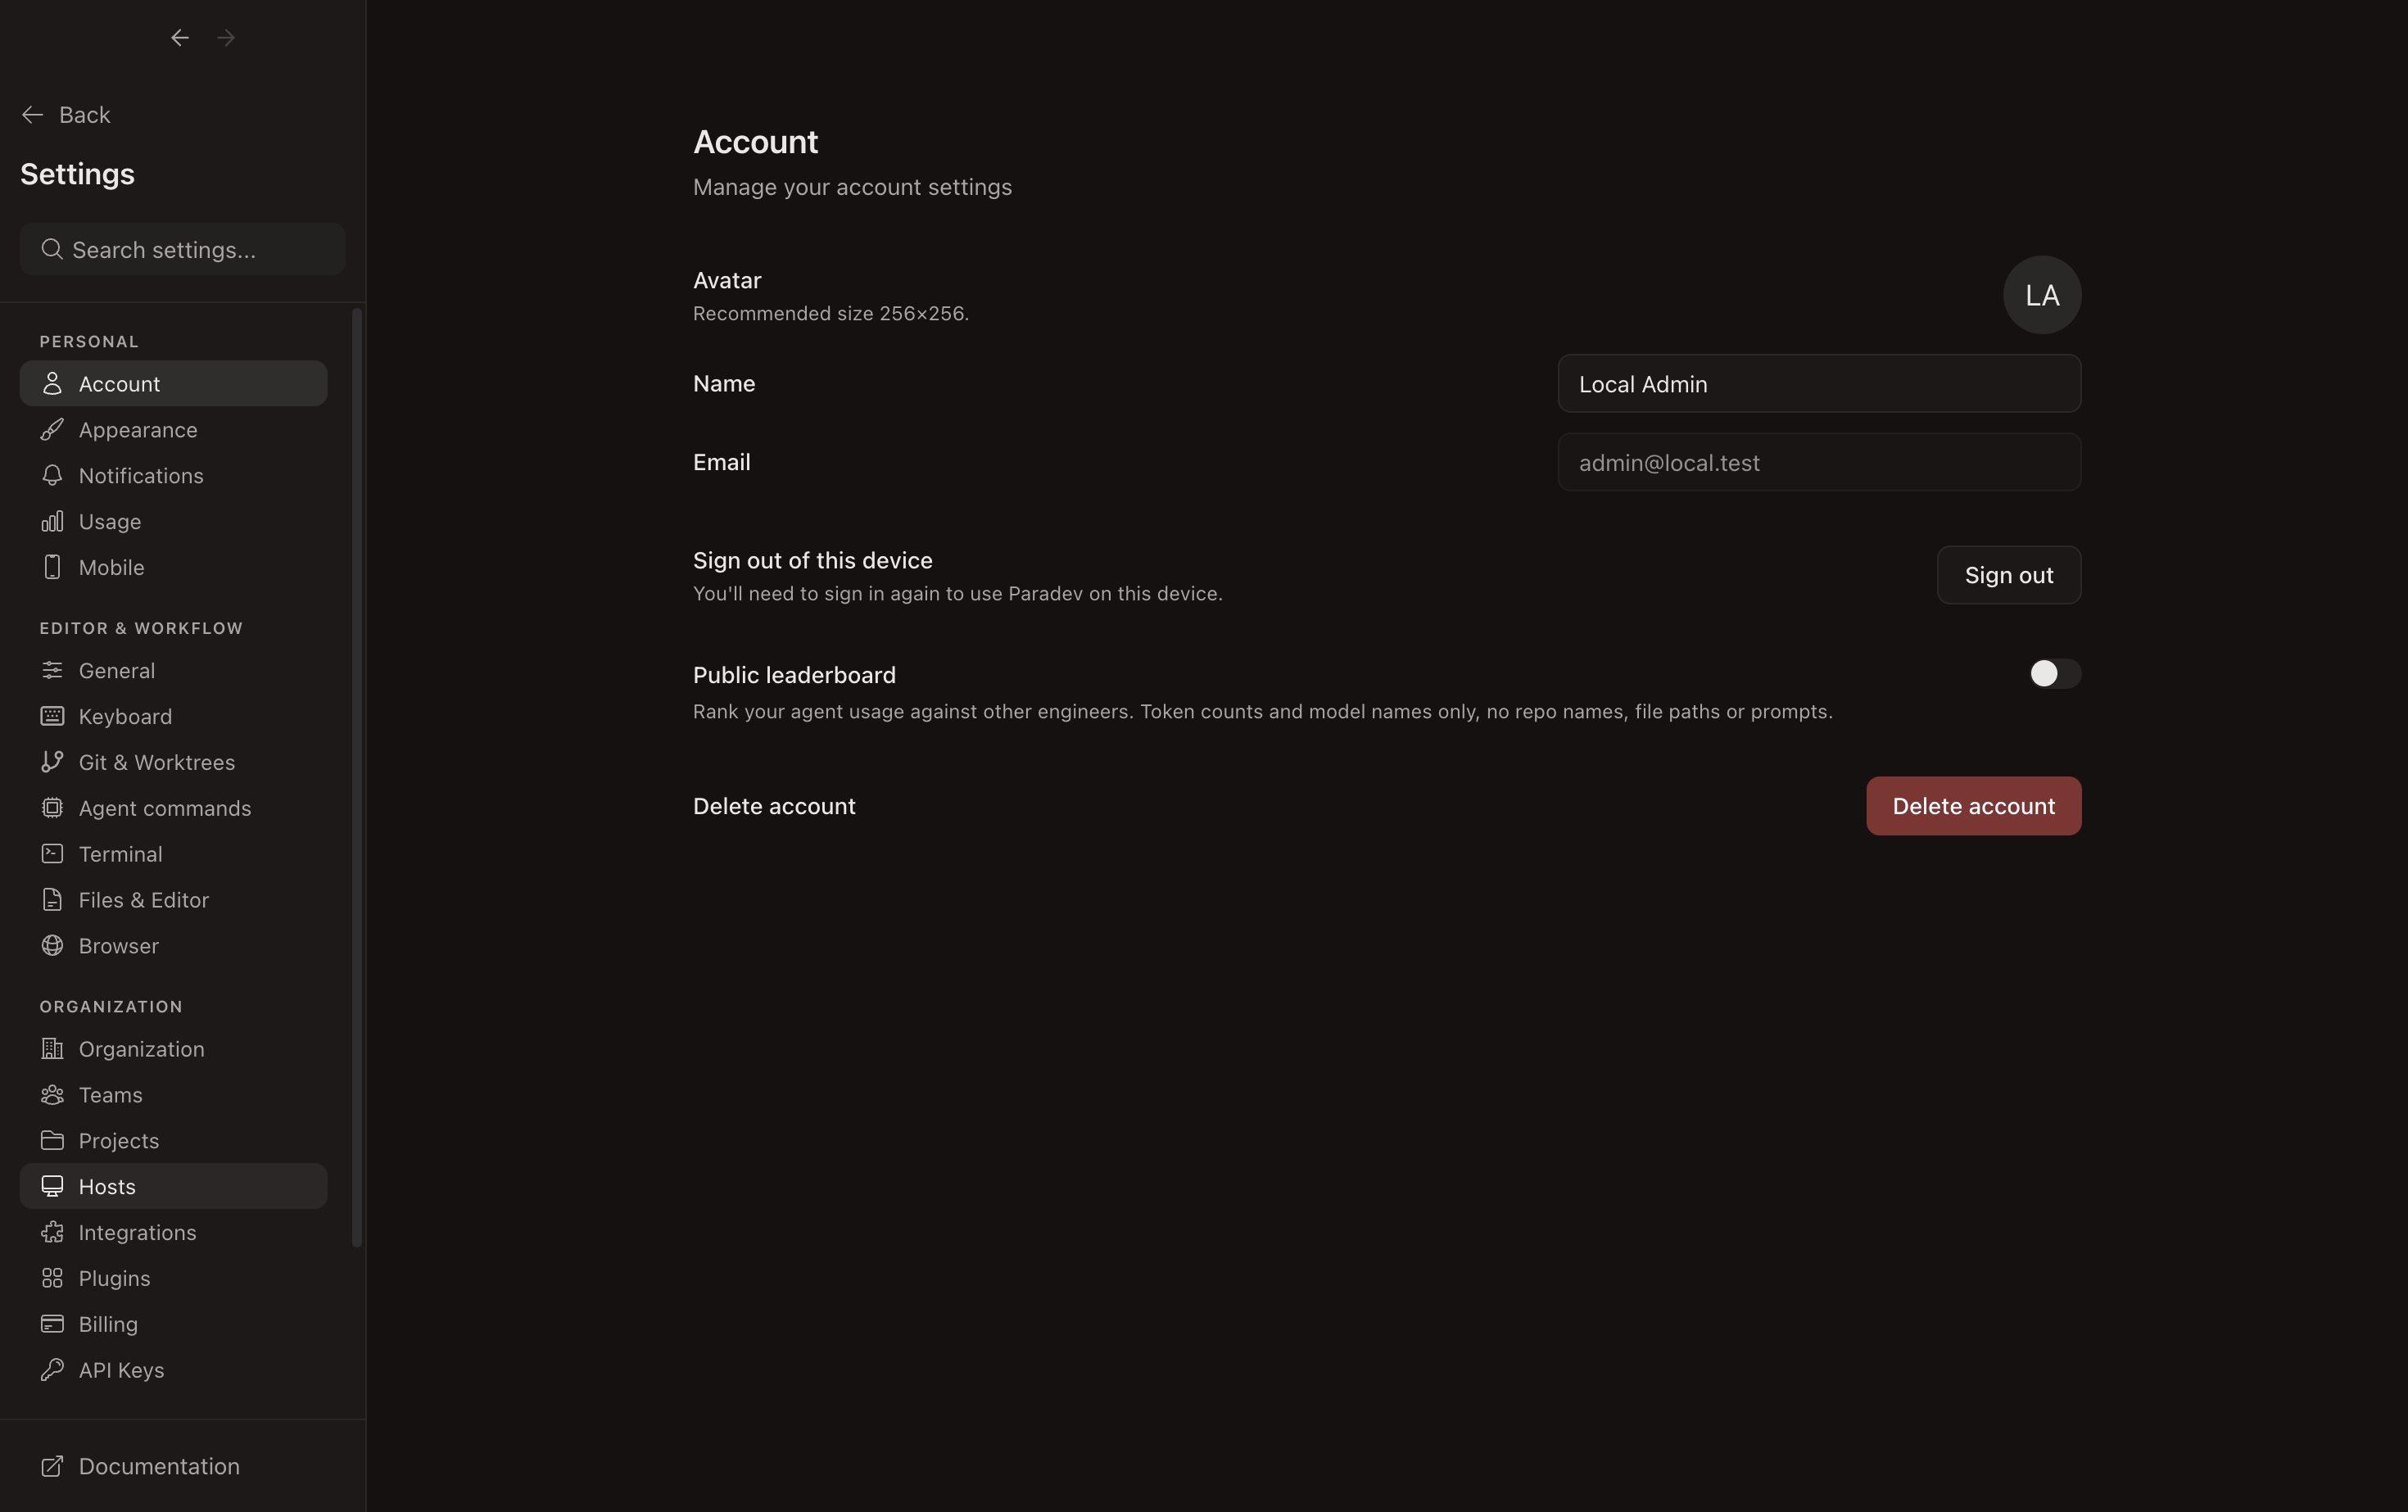 Back
Settings
Search settings...
PERSONAL
Account
Appearance
Notifications
Usage
Mobile
EDITOR & WORKFLOW
General
Keyboard
Git & Worktrees
Agent commands
Terminal
Files & Editor
Browser
ORGANIZATION
Organization
Teams
Projects
Hosts
Integrations
Plugins
Billing
API Keys
Documentation
Account
Manage your account settings
Avatar
Recommended size 256×256.
LA
Name
Local Admin
Email
admin@local.test
Sign out of this device
You'll need to sign in again to use Paradev on this device.
Sign out
Public leaderboard
Rank your agent usage against other engineers. Token counts and model names only, no repo names, file paths or prompts.
Delete account
Delete account